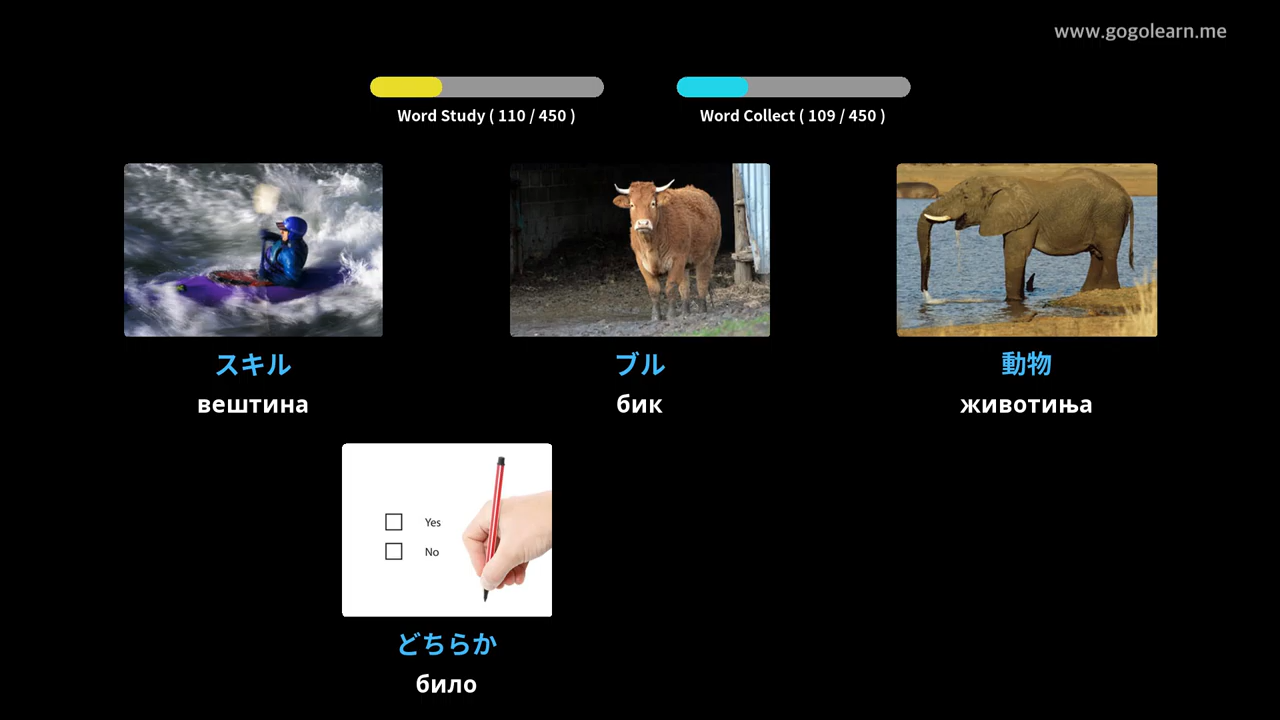 www.gogolearn.me
Word Study ( 110 / 450 )
Word Collect ( 109 / 450 )
スキル
вештина
ブル
бик
動物
животиња
Yes
No
どちらか
било